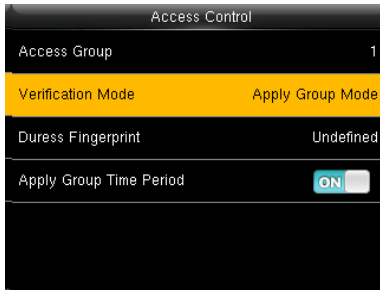 Access Control
Access Group 1
Verification Mode Apply Group Mode
Duress Fingerprint Undefined
Apply Group Time Period ON